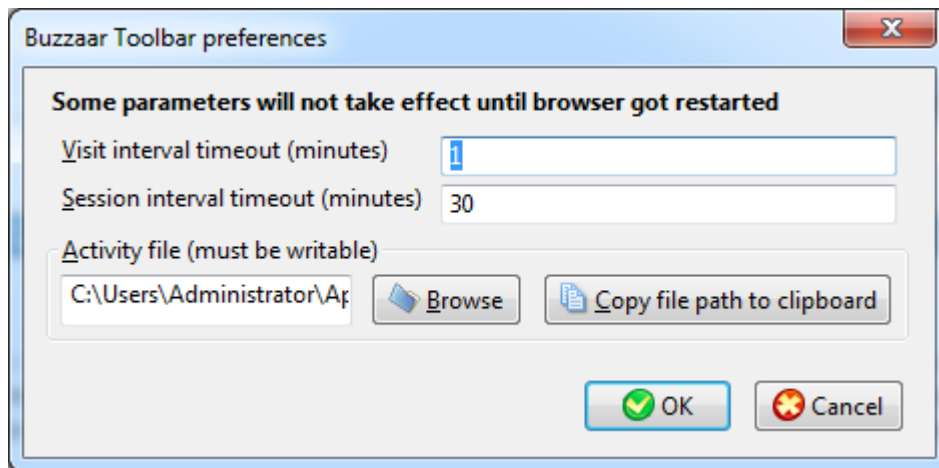 Buzzaar Toolbar preferences
Some parameters will not take effect until browser got restarted
Visit interval timeout (minutes) 1
Session interval timeout (minutes) 30
Activity file (must be writable)
C:\Users\Administrator\Ap Browse Copy file path to clipboard
OK Cancel